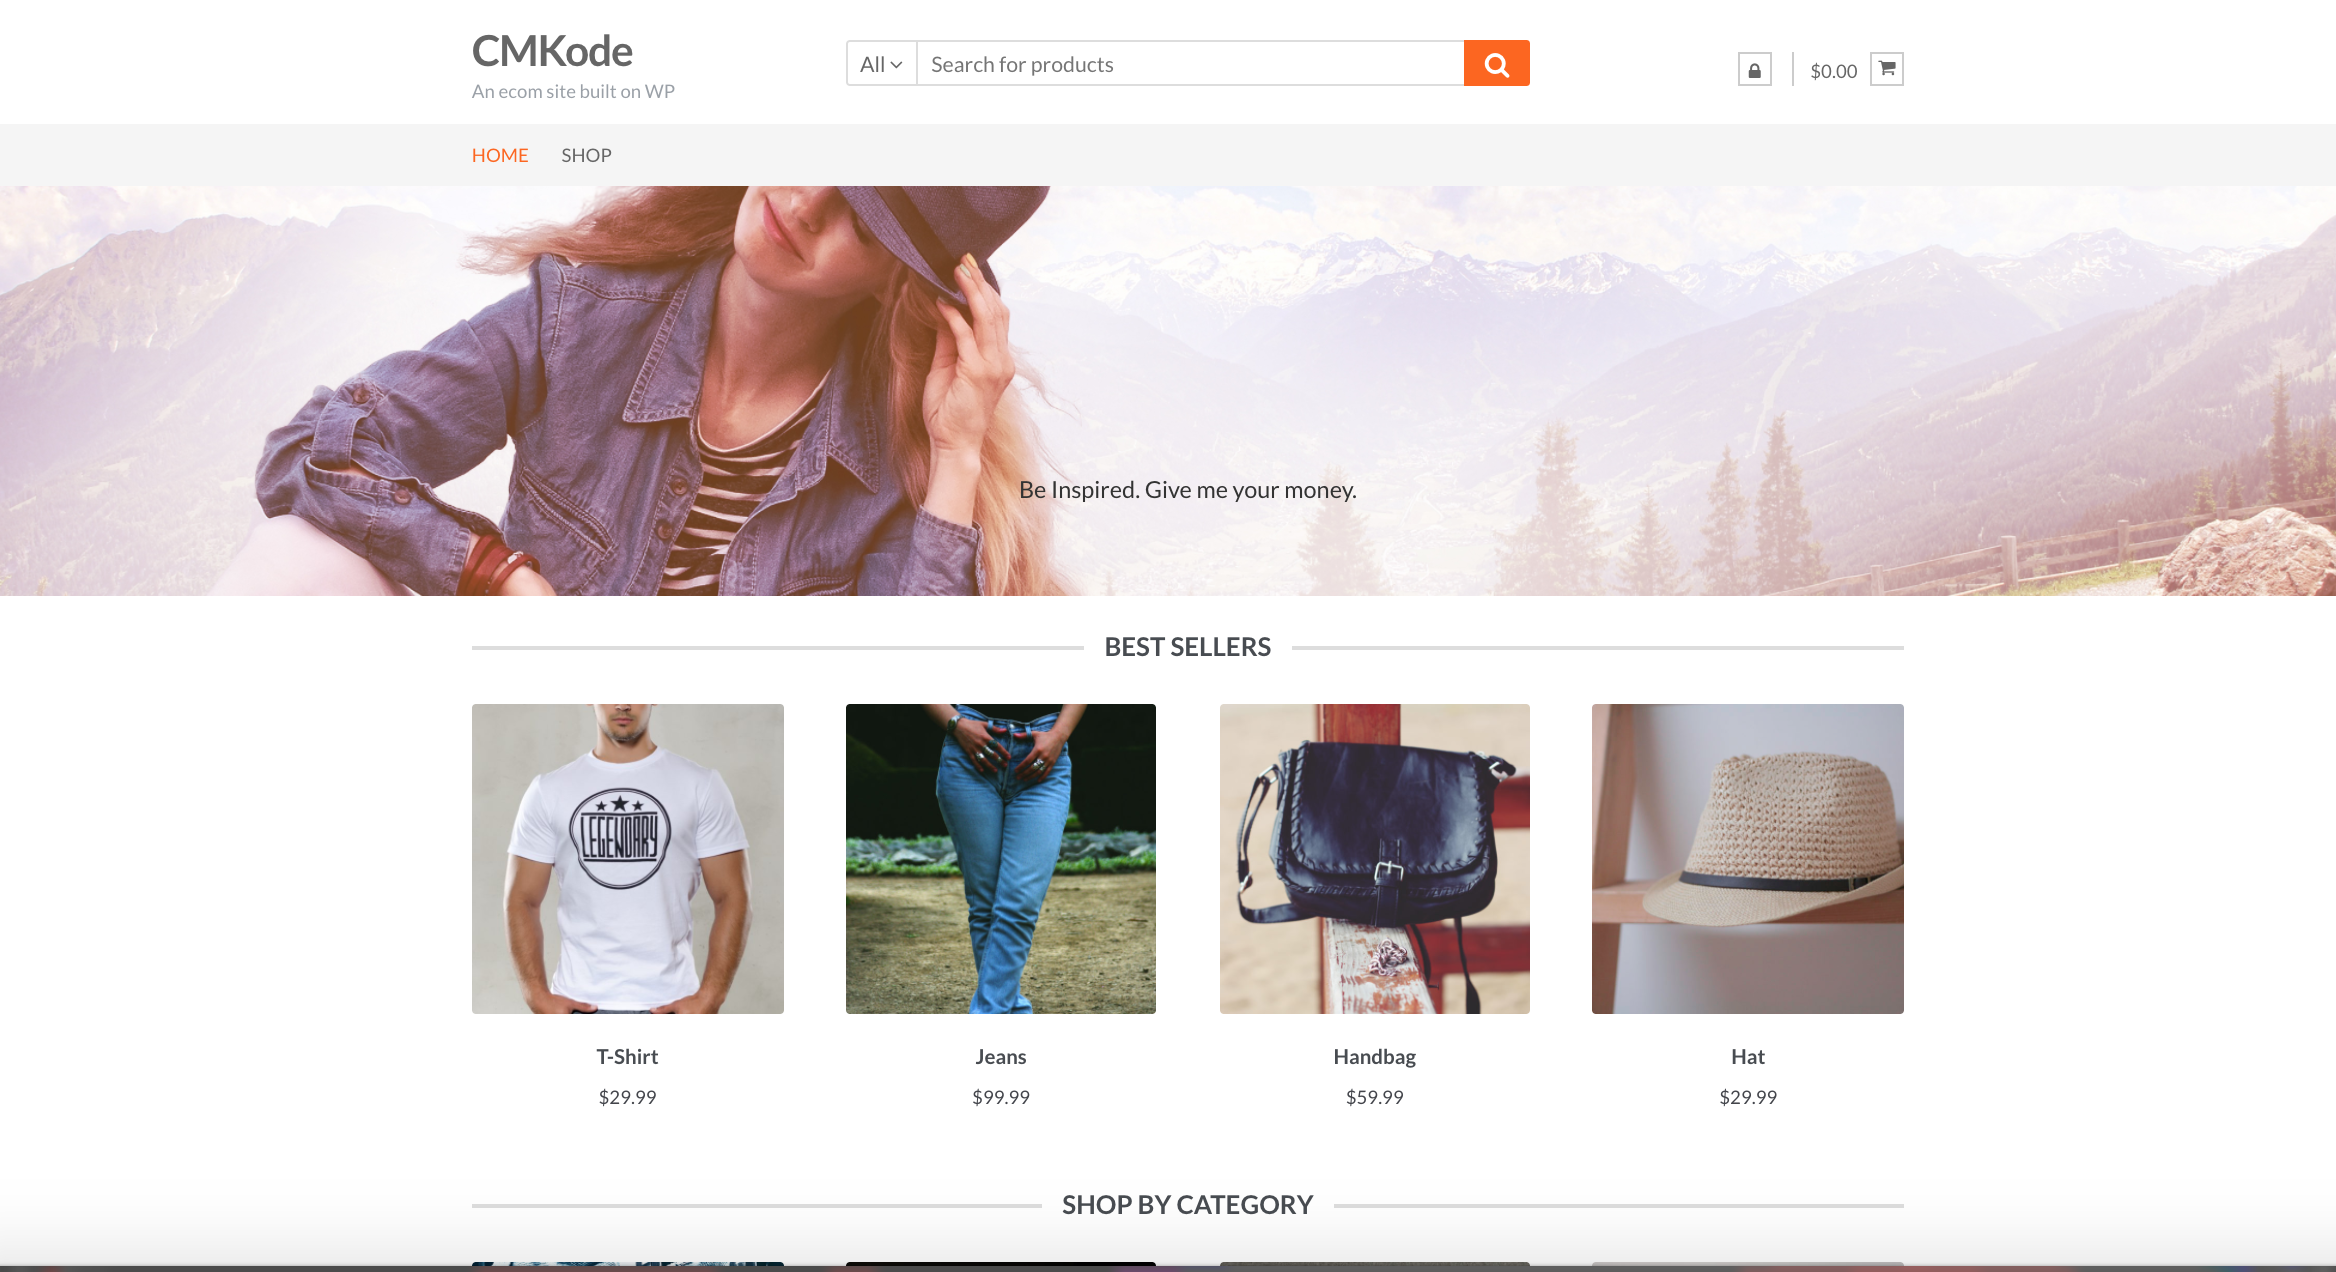 CMKode
An ecom site built on WP
All
Search for products
$0.00
HOME SHOP
Be Inspired. Give me your money.
BEST SELLERS
LEGENDARY
T-Shirt
$29.99
Jeans
$99.99
Handbag
$59.99
Hat
$29.99
SHOP BY CATEGORY